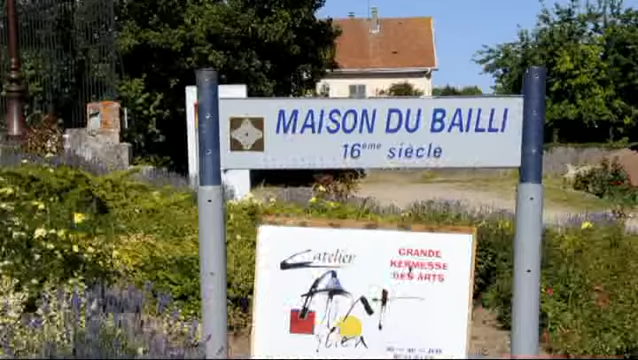 MAISON DU BAILLI
16ème siècle
L'atelier
GRANDE
KERMESSE
DES ARTS